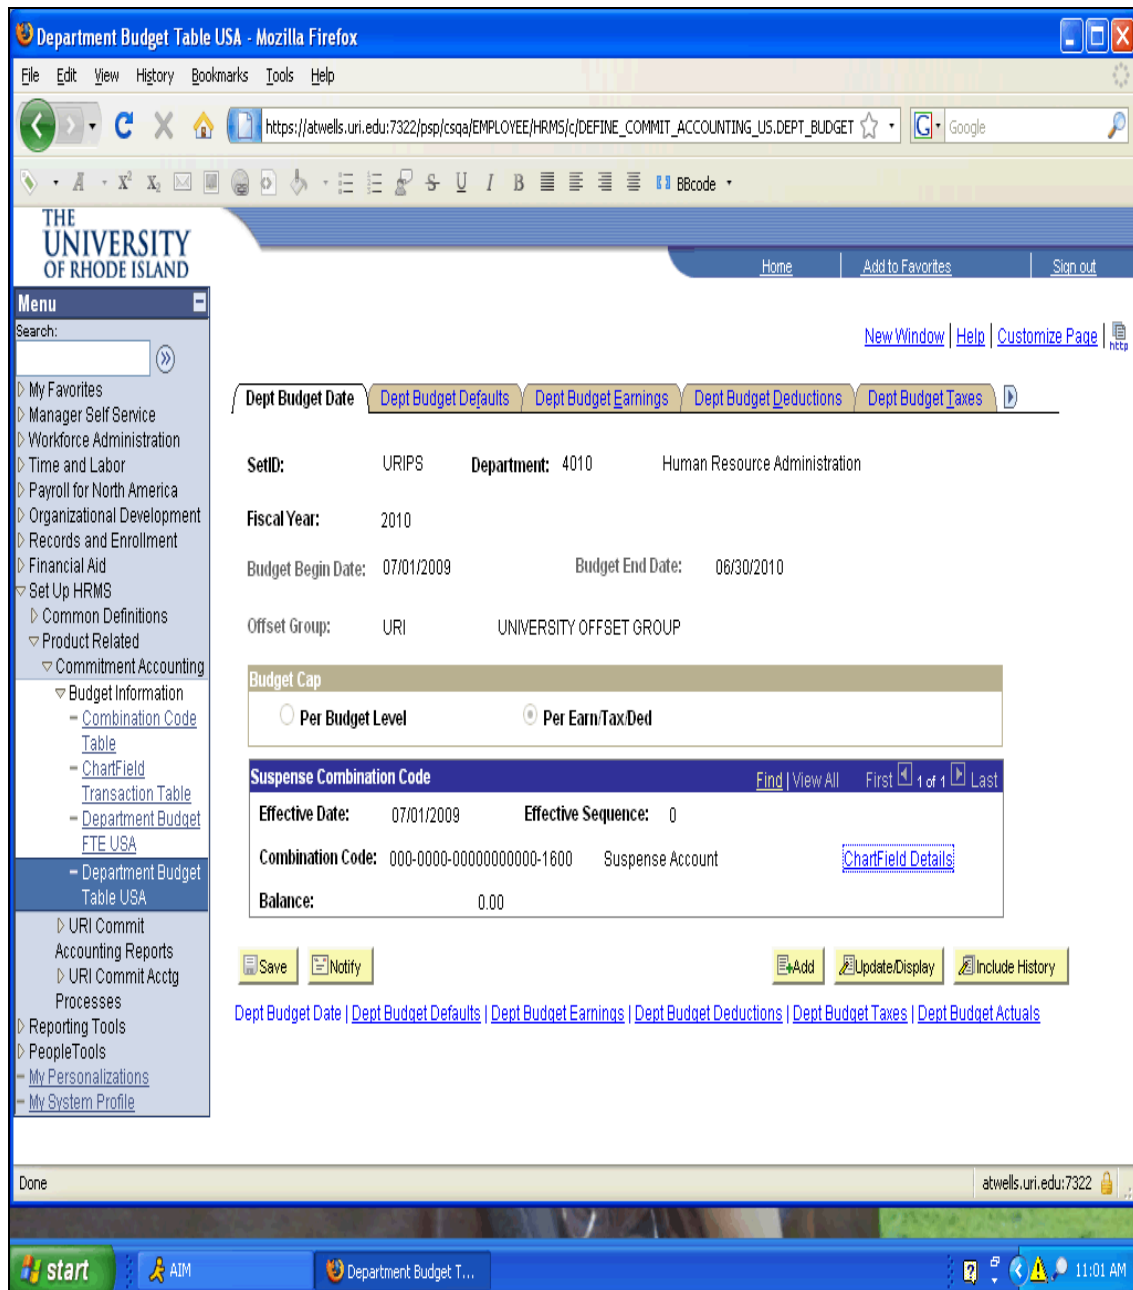 Department Budget Table USA - Mozilla Firefox
File Edit View History Bookmarks Tools Help
https://atwells.uri.edu:7322/psp/csqa/EMPLOYEE/HRMS/c/DEFINE_COMMIT_ACCOUNTING_US.DEPT_BUDGET G Google
A X² X₂ S U I B BBcode
THE
UNIVERSITY
OF RHODE ISLAND
Home Add to Favorites Sign out
Menu
Search:
New Window | Help | Customize Page | http
My Favorites
Manager Self Service
Workforce Administration
Time and Labor
Payroll for North America
Organizational Development
Records and Enrollment
Financial Aid
Set Up HRMS
Common Definitions
Product Related
Commitment Accounting
Budget Information
Combination Code
Table
ChartField
Transaction Table
Department Budget
FTE USA
Department Budget
Table USA
URI Commit
Accounting Reports
URI Commit Acctg
Processes
Reporting Tools
PeopleTools
My Personalizations
My System Profile
Dept Budget Date Dept Budget Defaults Dept Budget Earnings Dept Budget Deductions Dept Budget Taxes
SetID: URIPS Department: 4010 Human Resource Administration
Fiscal Year: 2010
Budget Begin Date: 07/01/2009 Budget End Date: 06/30/2010
Offset Group: URI UNIVERSITY OFFSET GROUP
Budget Cap
Per Budget Level Per Earn/Tax/Ded
Suspense Combination Code Find | View All First 1 of 1 Last
Effective Date: 07/01/2009 Effective Sequence: 0
Combination Code: 000-0000-00000000000-1600 Suspense Account ChartField Details
Balance: 0.00
Save Notify Add Update/Display Include History
Dept Budget Date | Dept Budget Defaults | Dept Budget Earnings | Dept Budget Deductions | Dept Budget Taxes | Dept Budget Actuals
Done atwells.uri.edu:7322
start AIM Department Budget T... 11:01 AM